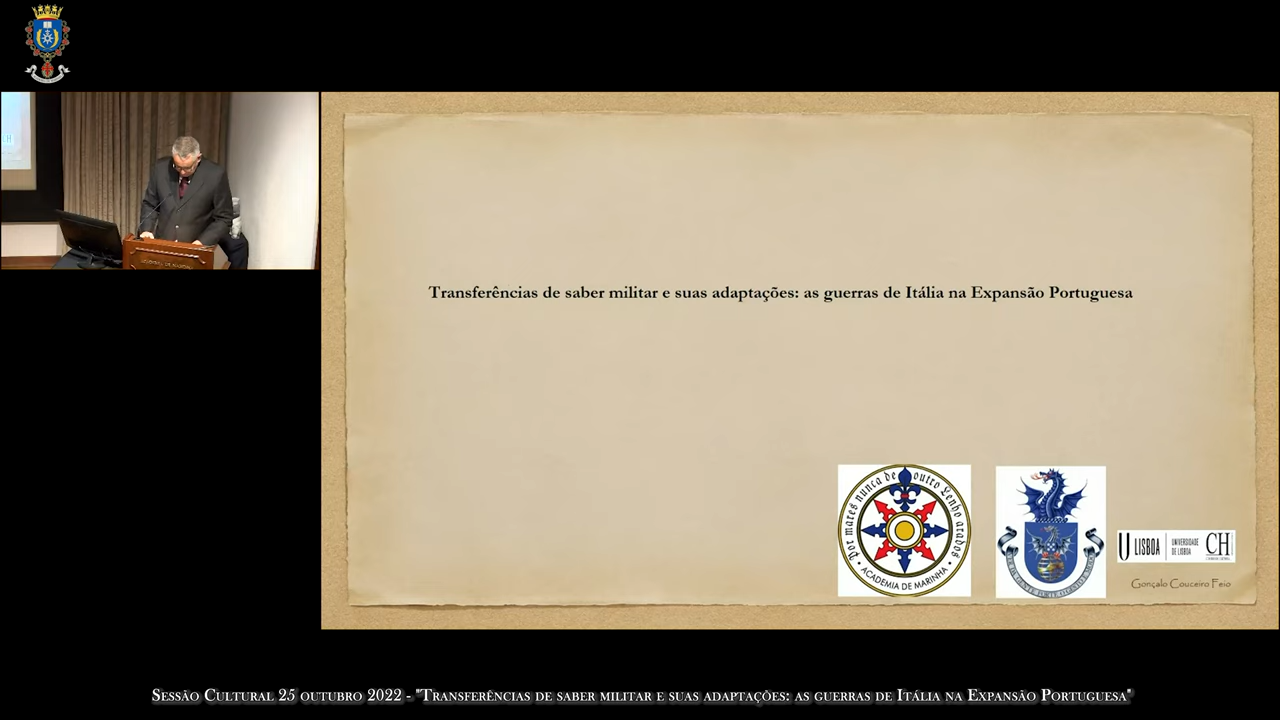 Transferências de saber militar e suas adaptações: as guerras de Itália na Expansão Portuguesa
Por mares nunca de outro Lenho arados
• ACADEMIA DE MARINHA •
U LISBOA
UNIVERSIDADE
DE LISBOA
CH
Gonçalo Couceiro Feio
Sessão Cultural 25 outubro 2022 - "Transferências de saber militar e suas adaptações: as guerras de Itália na Expansão Portuguesa"